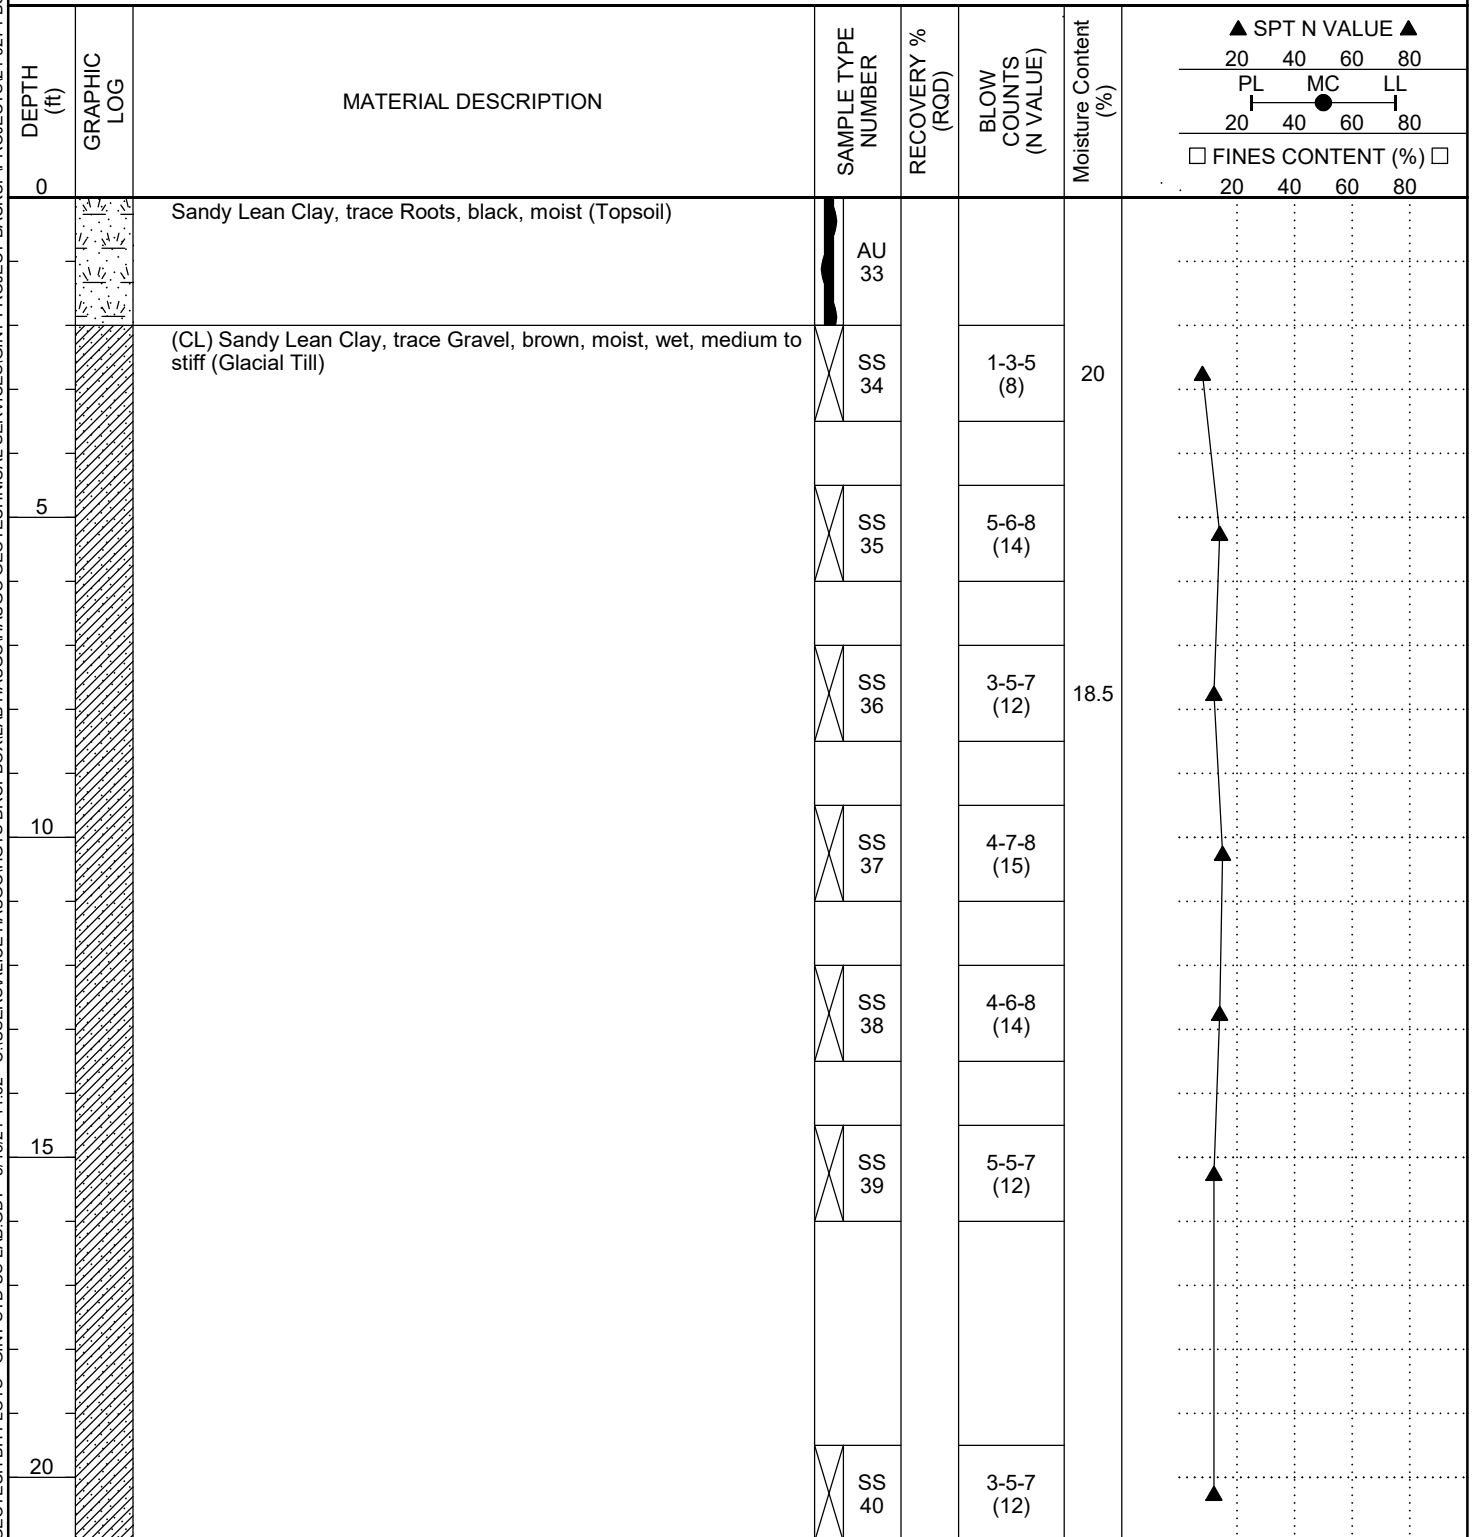 DEPTH
(ft)
GRAPHIC
LOG
MATERIAL DESCRIPTION
SAMPLE TYPE
NUMBER
RECOVERY %
(RQD)
BLOW
COUNTS
(N VALUE)
Moisture Content
(%)
▲ SPT N VALUE ▲
20 40 60 80
PL MC LL
20 40 60 80
□ FINES CONTENT (%) □
20 40 60 80
0
Sandy Lean Clay, trace Roots, black, moist (Topsoil)
AU
33
(CL) Sandy Lean Clay, trace Gravel, brown, moist, wet, medium to
stiff (Glacial Till)
SS
34
1-3-5
(8)
20
5
SS
35
5-6-8
(14)
SS
36
3-5-7
(12)
18.5
10
SS
37
4-7-8
(15)
SS
38
4-6-8
(14)
15
SS
39
5-5-7
(12)
20
SS
40
3-5-7
(12)